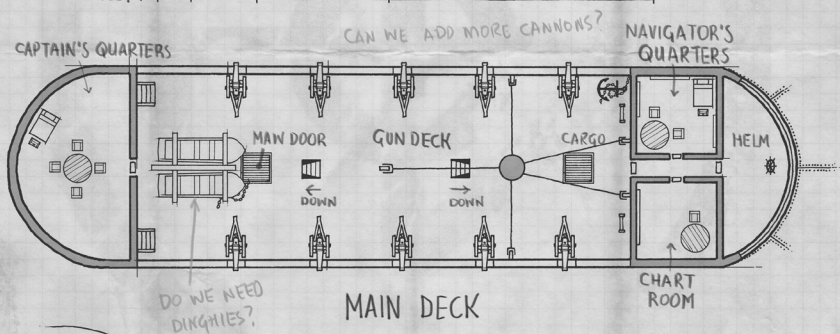 CAN WE ADD MORE CANNONS?
CAPTAIN'S QUARTERS
NAVIGATOR'S
QUARTERS
MAW DOOR
GUN DECK
CARGO
HELM
DOWN
DOWN
DO WE NEED
DINGHIES?
MAIN DECK
CHART
ROOM